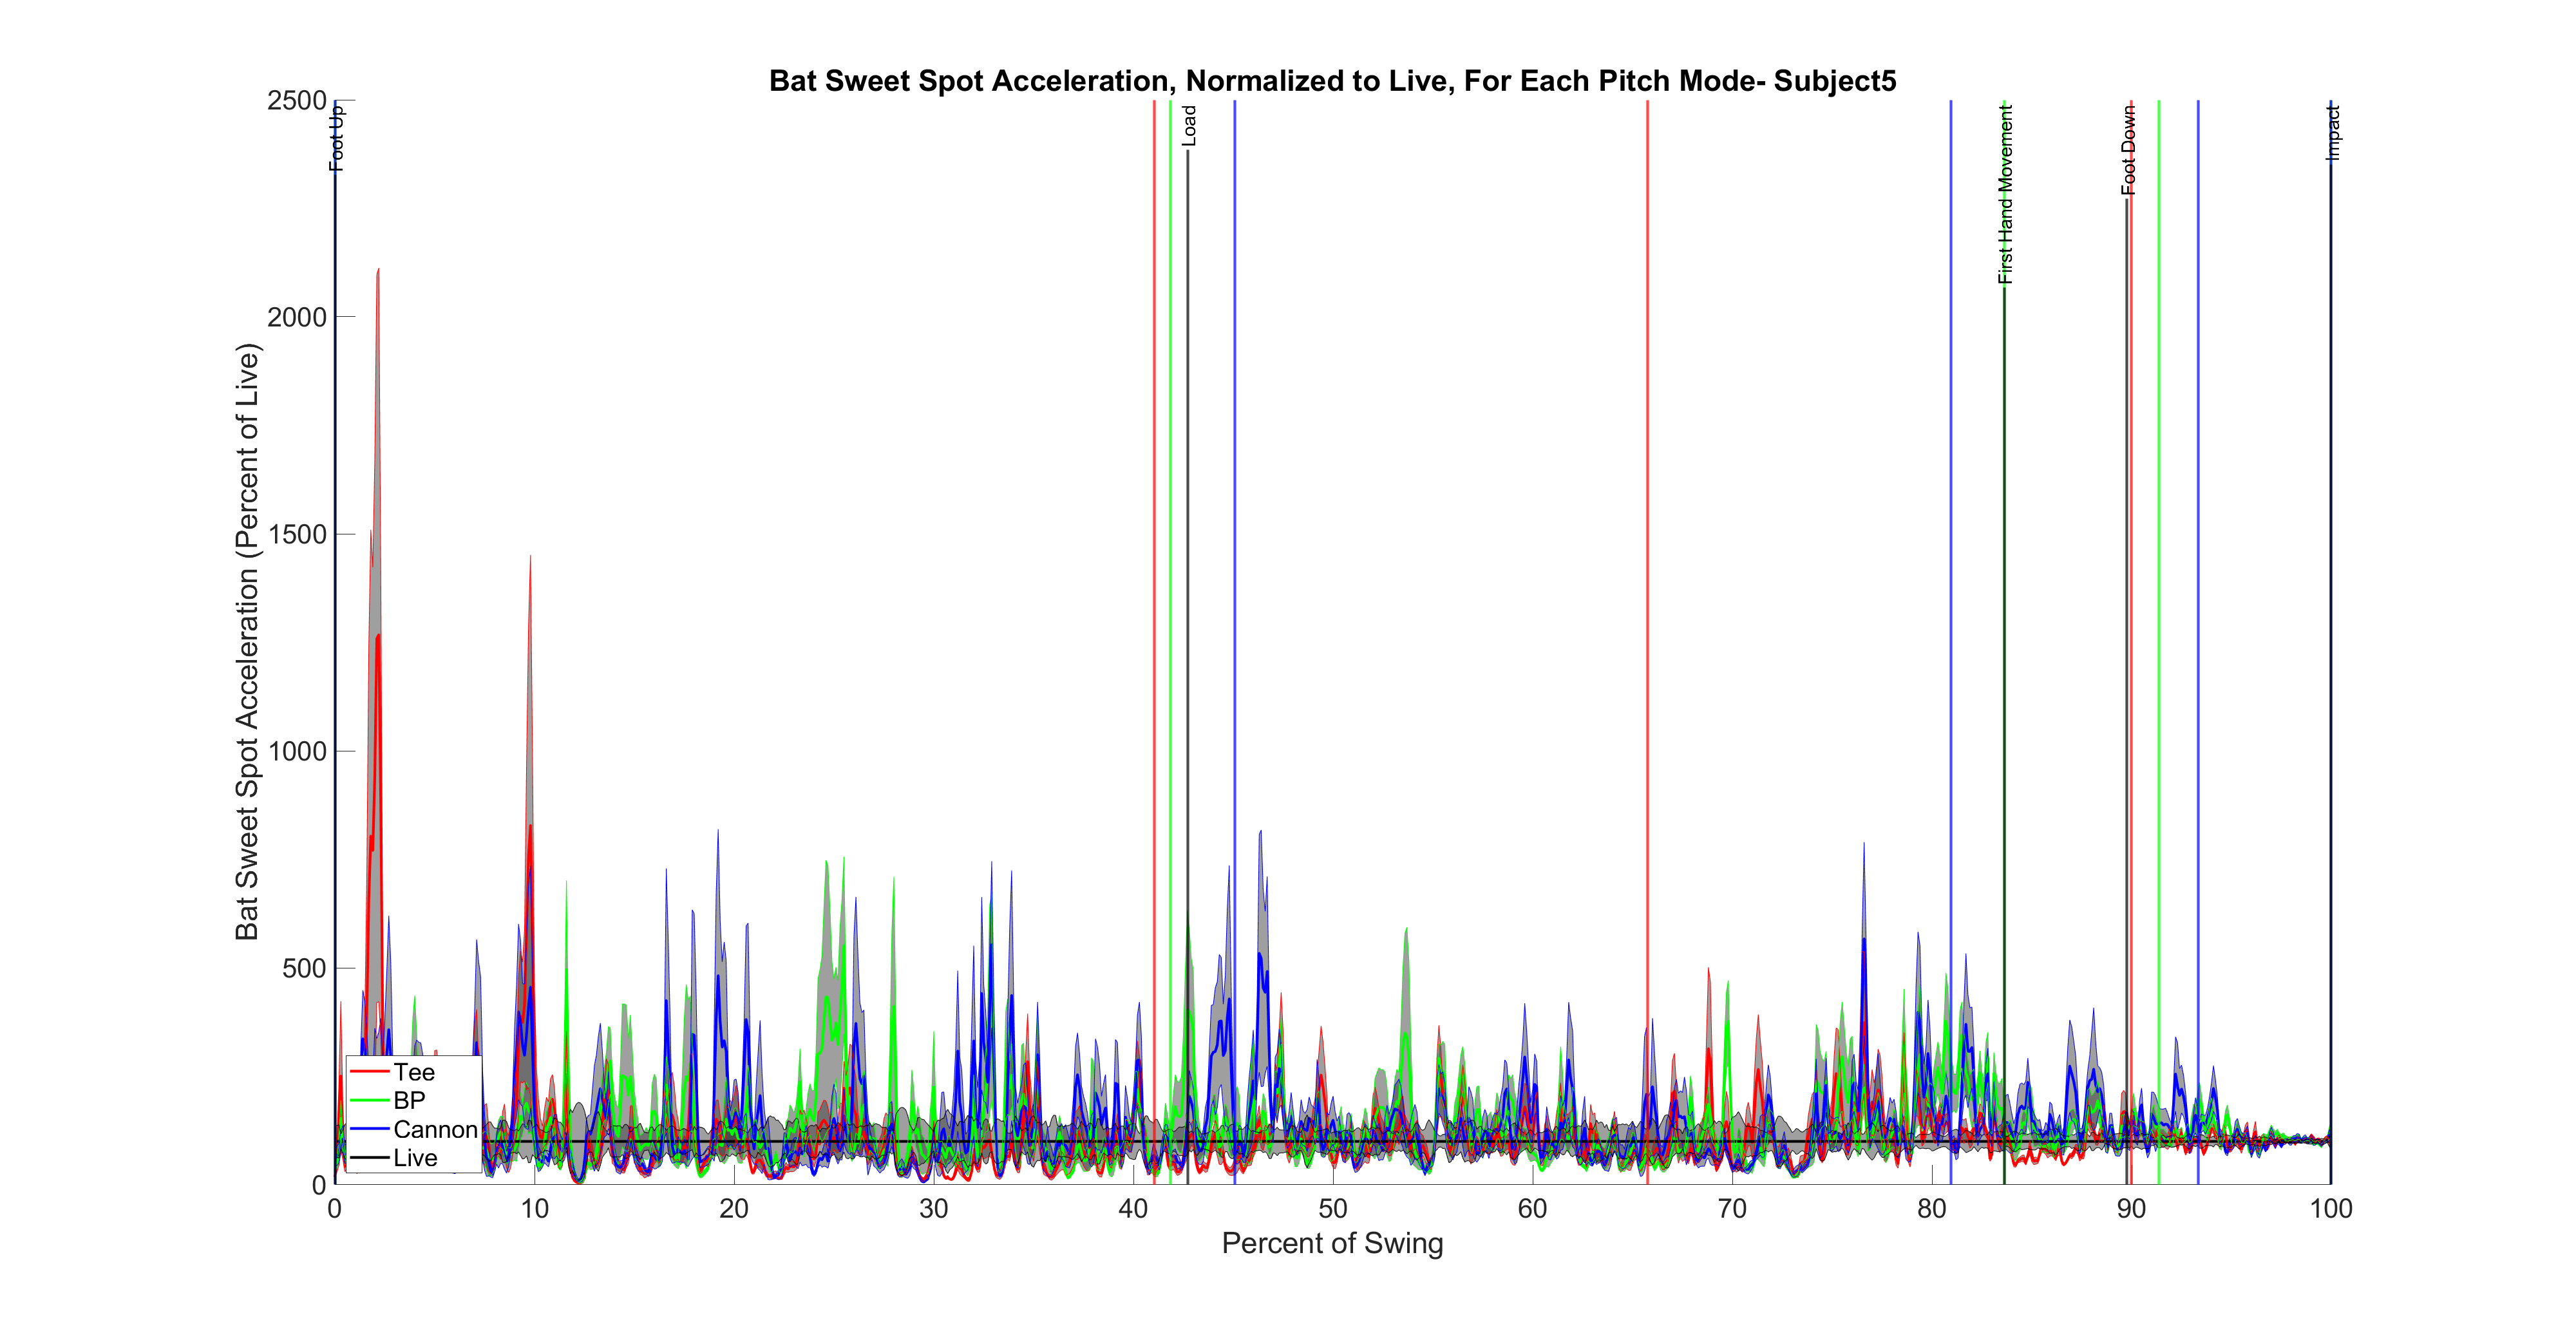 Bat Sweet Spot Acceleration, Normalized to Live, For Each Pitch Mode- Subject5
Bat Sweet Spot Acceleration (Percent of Live)
2500
2000
1500
1000
500
0
Foot Up
Load
First Hand Movement
Foot Down
Impact
Tee
BP
Cannon
Live
0 10 20 30 40 50 60 70 80 90 100
Percent of Swing